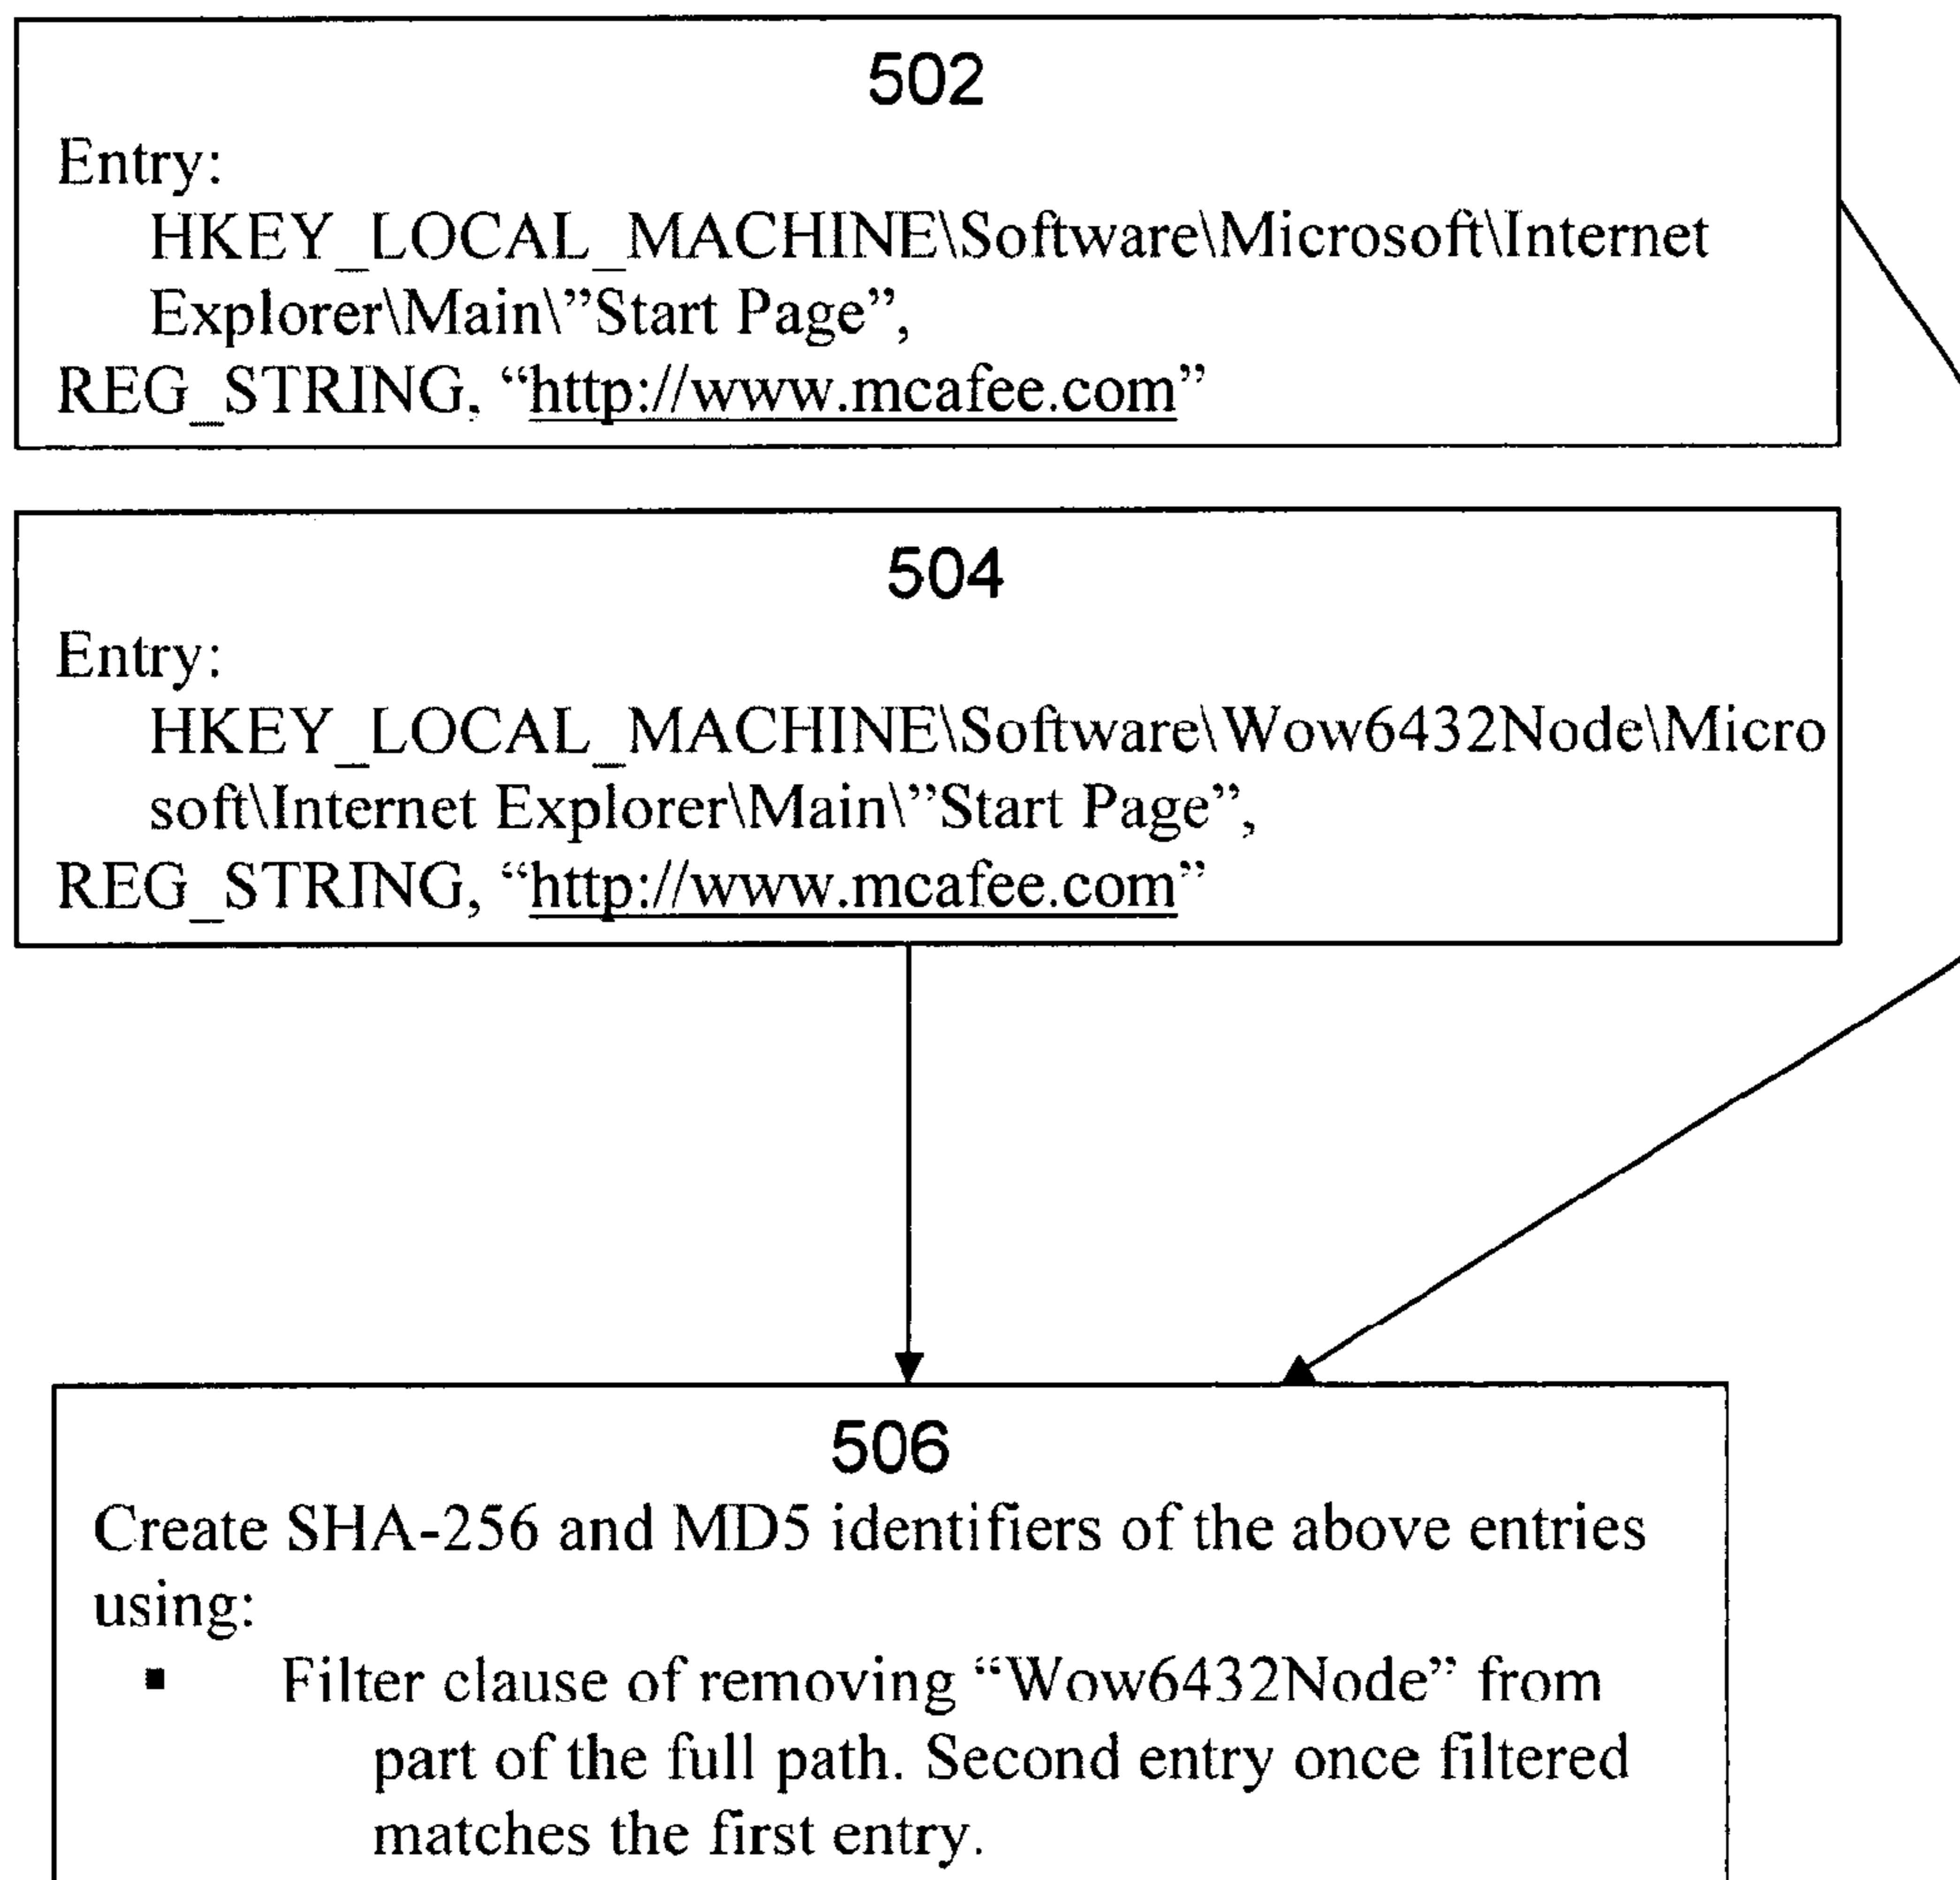 502
Entry:
HKEY_LOCAL_MACHINE\Software\Microsoft\Internet
Explorer\Main\”Start Page”,
REG_STRING, “http://www.mcafee.com”
504
Entry:
HKEY_LOCAL_MACHINE\Software\Wow6432Node\Micro
soft\Internet Explorer\Main\”Start Page”,
REG_STRING, “http://www.mcafee.com”
506
Create SHA-256 and MD5 identifiers of the above entries
using:
▪ Filter clause of removing “Wow6432Node” from
part of the full path. Second entry once filtered
matches the first entry.